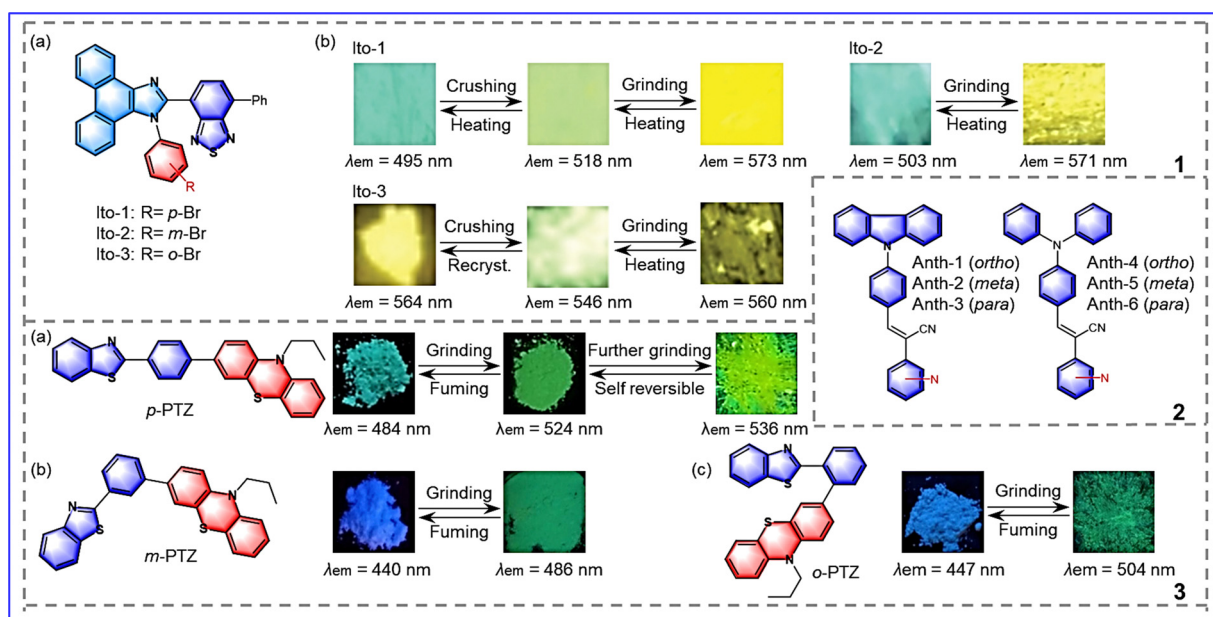 (a)
N
N
N
S
N
Ph
R
Ito-1: R= p-Br
Ito-2: R= m-Br
Ito-3: R= o-Br
(b)
Ito-1
Crushing
Heating
Grinding
Heating
λem = 495 nm
λem = 518 nm
λem = 573 nm
Ito-2
Grinding
Heating
λem = 503 nm
λem = 571 nm
1
Ito-3
Crushing
Recryst.
Grinding
Heating
λem = 564 nm
λem = 546 nm
λem = 560 nm
N
Anth-1 (ortho)
Anth-2 (meta)
Anth-3 (para)
CN
N
N
Anth-4 (ortho)
Anth-5 (meta)
Anth-6 (para)
CN
N
2
(a)
N
S
N
S
p-PTZ
Grinding
Fuming
Further grinding
Self reversible
λem = 484 nm
λem = 524 nm
λem = 536 nm
(b)
N
S
N
S
m-PTZ
Grinding
Fuming
λem = 440 nm
λem = 486 nm
(c)
N
S
S
N
o-PTZ
Grinding
Fuming
λem = 447 nm
λem = 504 nm
3